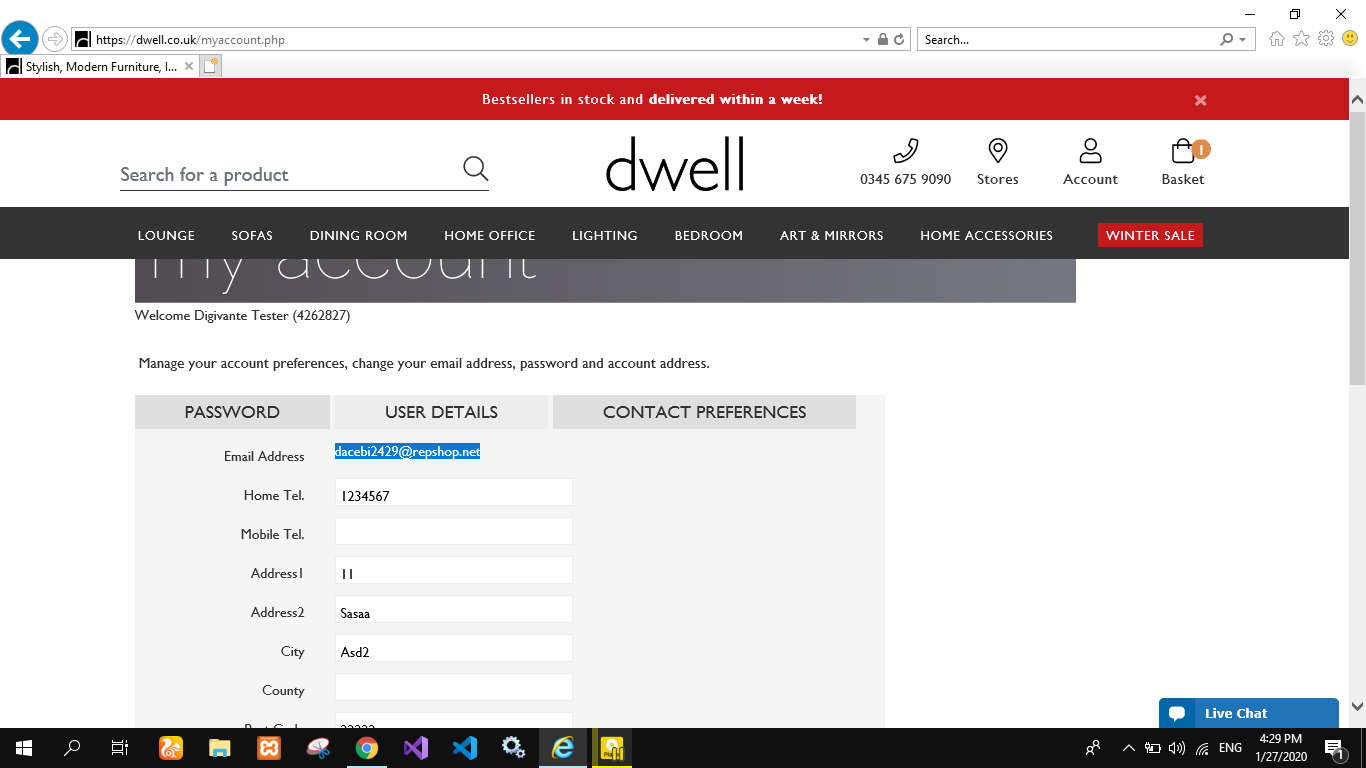 https://dwell.co.uk/myaccount.php
Search...
Stylish, Modern Furniture, I...
Bestsellers in stock and delivered within a week!
Search for a product
dwell
0345 675 9090
Stores
Account
1
Basket
LOUNGE
SOFAS
DINING ROOM
HOME OFFICE
LIGHTING
BEDROOM
ART & MIRRORS
HOME ACCESSORIES
WINTER SALE
my account
Welcome Digivante Tester (4262827)
Manage your account preferences, change your email address, password and account address.
PASSWORD
USER DETAILS
CONTACT PREFERENCES
Email Address
dacebi2429@repshop.net
Home Tel.
1234567
Mobile Tel.
Address1
11
Address2
Sasaa
City
Asd2
County
Live Chat
ENG
4:29 PM
1/27/2020
1